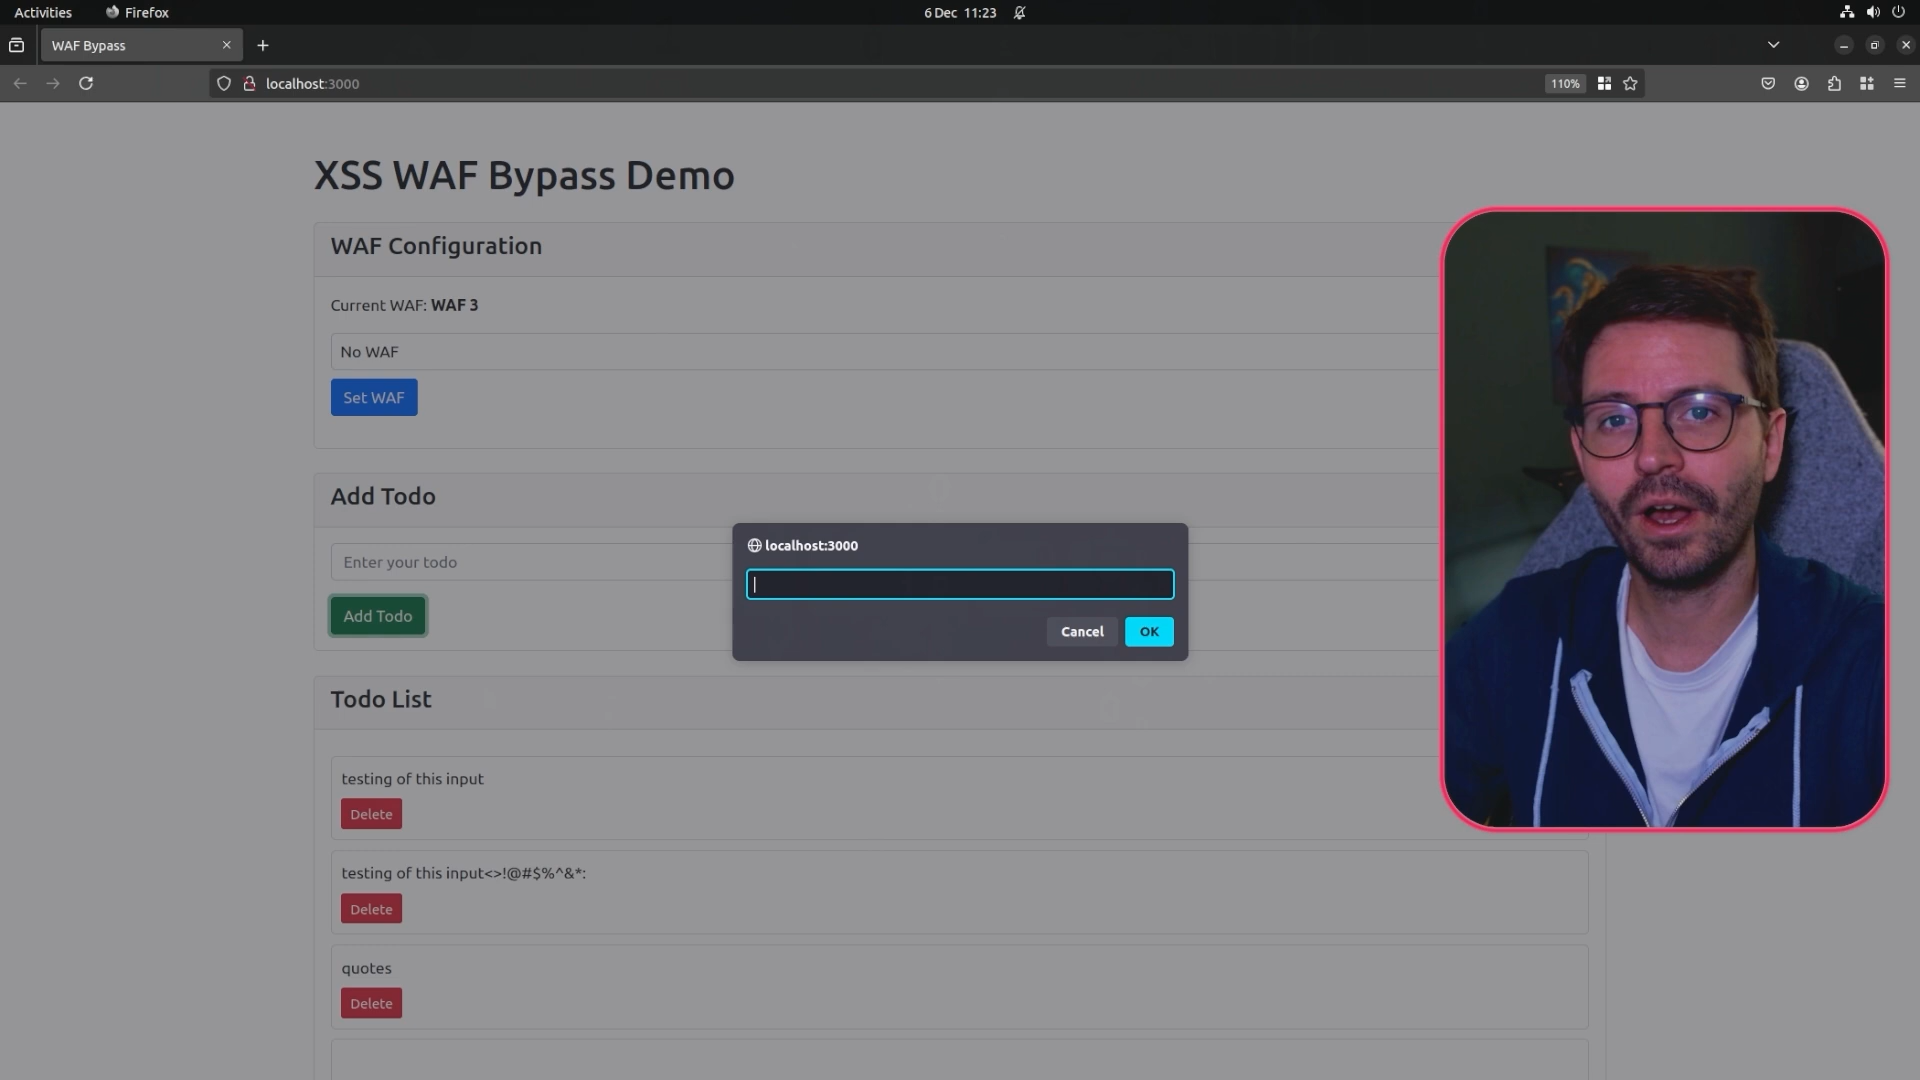 Activities
Firefox
6 Dec 11:23
WAF Bypass
localhost:3000
110%
XSS WAF Bypass Demo
WAF Configuration
Current WAF: WAF 3
No WAF
Set WAF
Add Todo
Enter your todo
Add Todo
localhost:3000
Cancel
OK
Todo List
testing of this input
Delete
testing of this input<>!@#$%^&*:
Delete
quotes
Delete